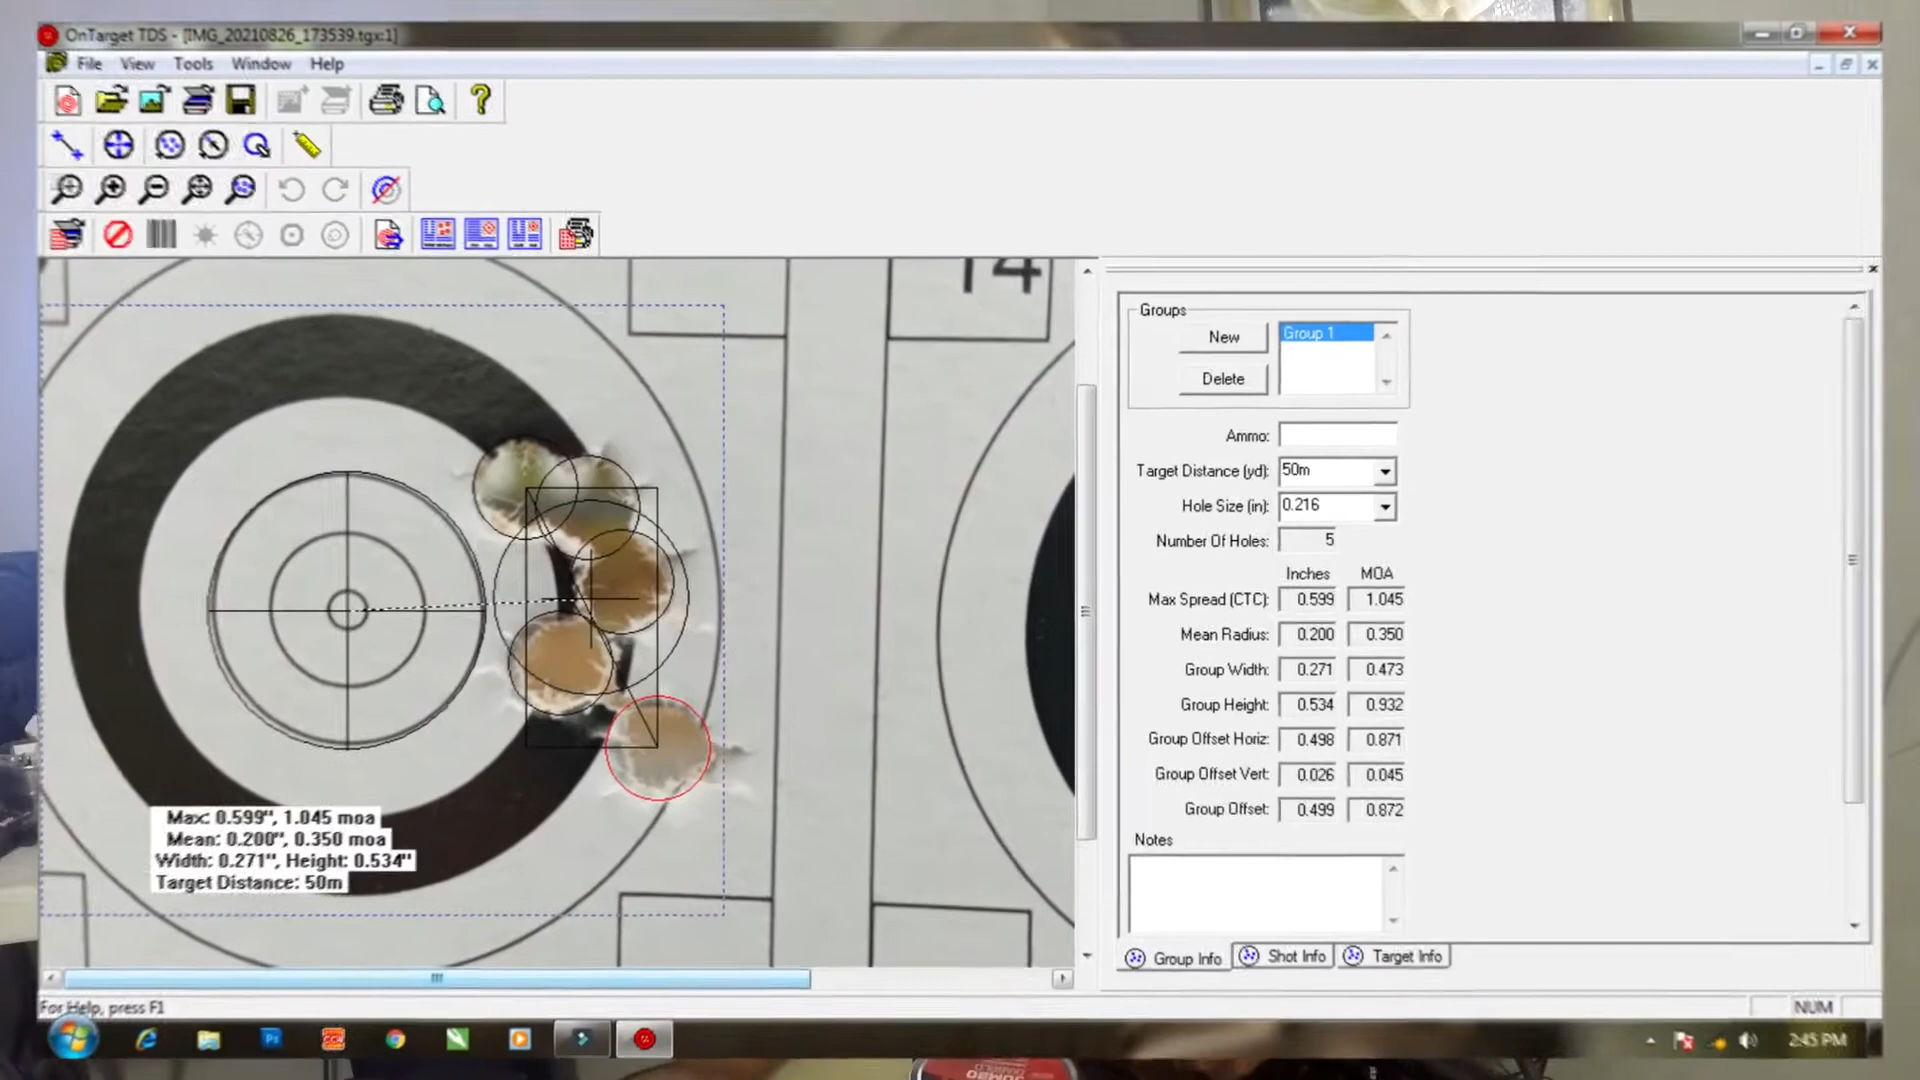 OnTarget TDS - [IMG_20210826_173539.tgx:1]
File View Tools Window Help
14
Groups
New
Group 1
Delete
Ammo:
Target Distance (yd): 50m
Hole Size (in): 0.216
Number Of Holes: 5
Inches MOA
Max Spread (CTC): 0.599 1.045
Mean Radius: 0.200 0.350
Group Width: 0.271 0.473
Group Height: 0.534 0.932
Group Offset Horiz: 0.498 0.871
Group Offset Vert: 0.026 0.045
Group Offset: 0.499 0.872
Notes
Max: 0.599", 1.045 moa
Mean: 0.200", 0.350 moa
Width: 0.271", Height: 0.534"
Target Distance: 50m
Group Info Shot Info Target Info
For Help, press F1
NUM
Ps
2:45 PM
JUMBO